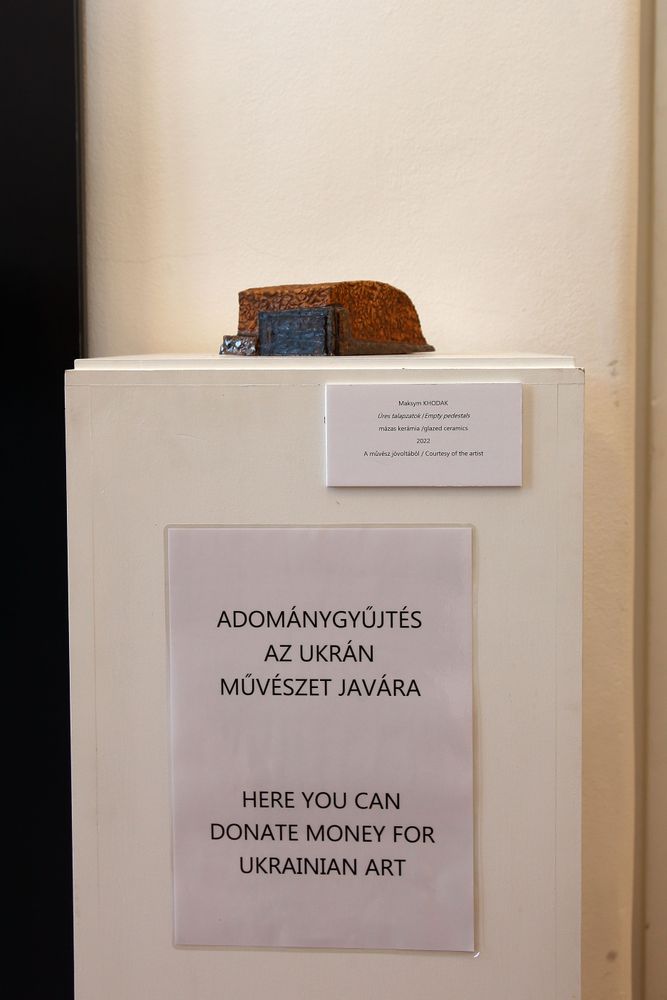 Maksym KHODAK
Üres talapzatok / Empty pedestals
mázas kerámia /glazed ceramics
2022
A művész jóvoltából / Courtesy of the artist
ADOMÁNYGYŰJTÉS
AZ UKRÁN
MŰVÉSZET JAVÁRA
HERE YOU CAN
DONATE MONEY FOR
UKRAINIAN ART